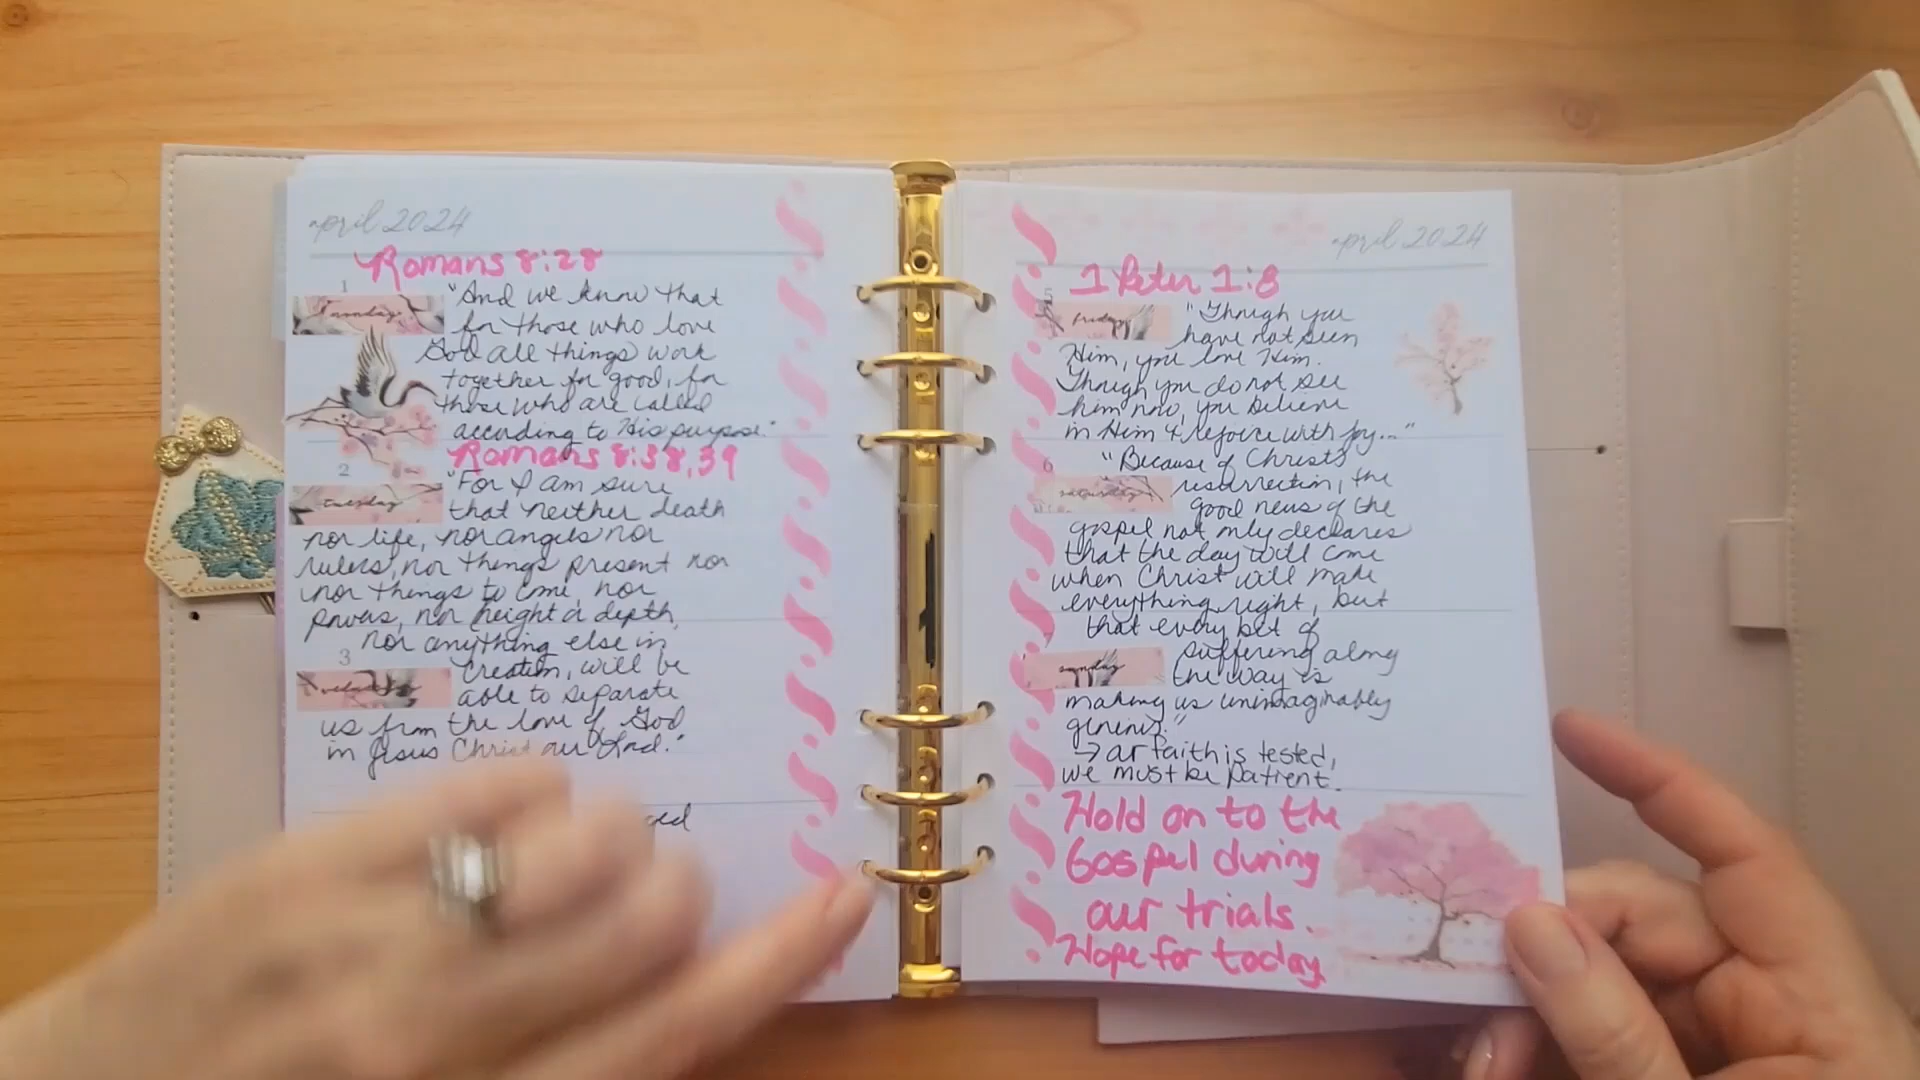 april 2024
Romans 8:28
1
monday
"And we know that
for those who love
God all things work
together for good, for
those who are called
according to His purpose."
Romans 8:38,39
2
tuesday
"For I am sure
that neither death
nor life, nor angels nor
rulers, nor things present nor
nor things to come, nor
powers, nor height or depth,
nor anything else in
3
creation, will be
wednesday
able to separate
us from the love of God
in Jesus Christ our Lord."
april 2024
1 Peter 1:8
5
friday
"Though you
have not seen
Him, you love Him.
Though you do not see
him now, you believe
in Him & rejoice with joy..."
6
"Because of Christ's
saturday
resurrection, the
good news of the
gospel not only declares
that the day will come
when Christ will make
everything right, but
that every bit of
sunday
suffering along
the way is
making us unimaginably
→ our faith is tested,
we must be patient.
Hold on to the
Gospel during
our trials.
Hope for today